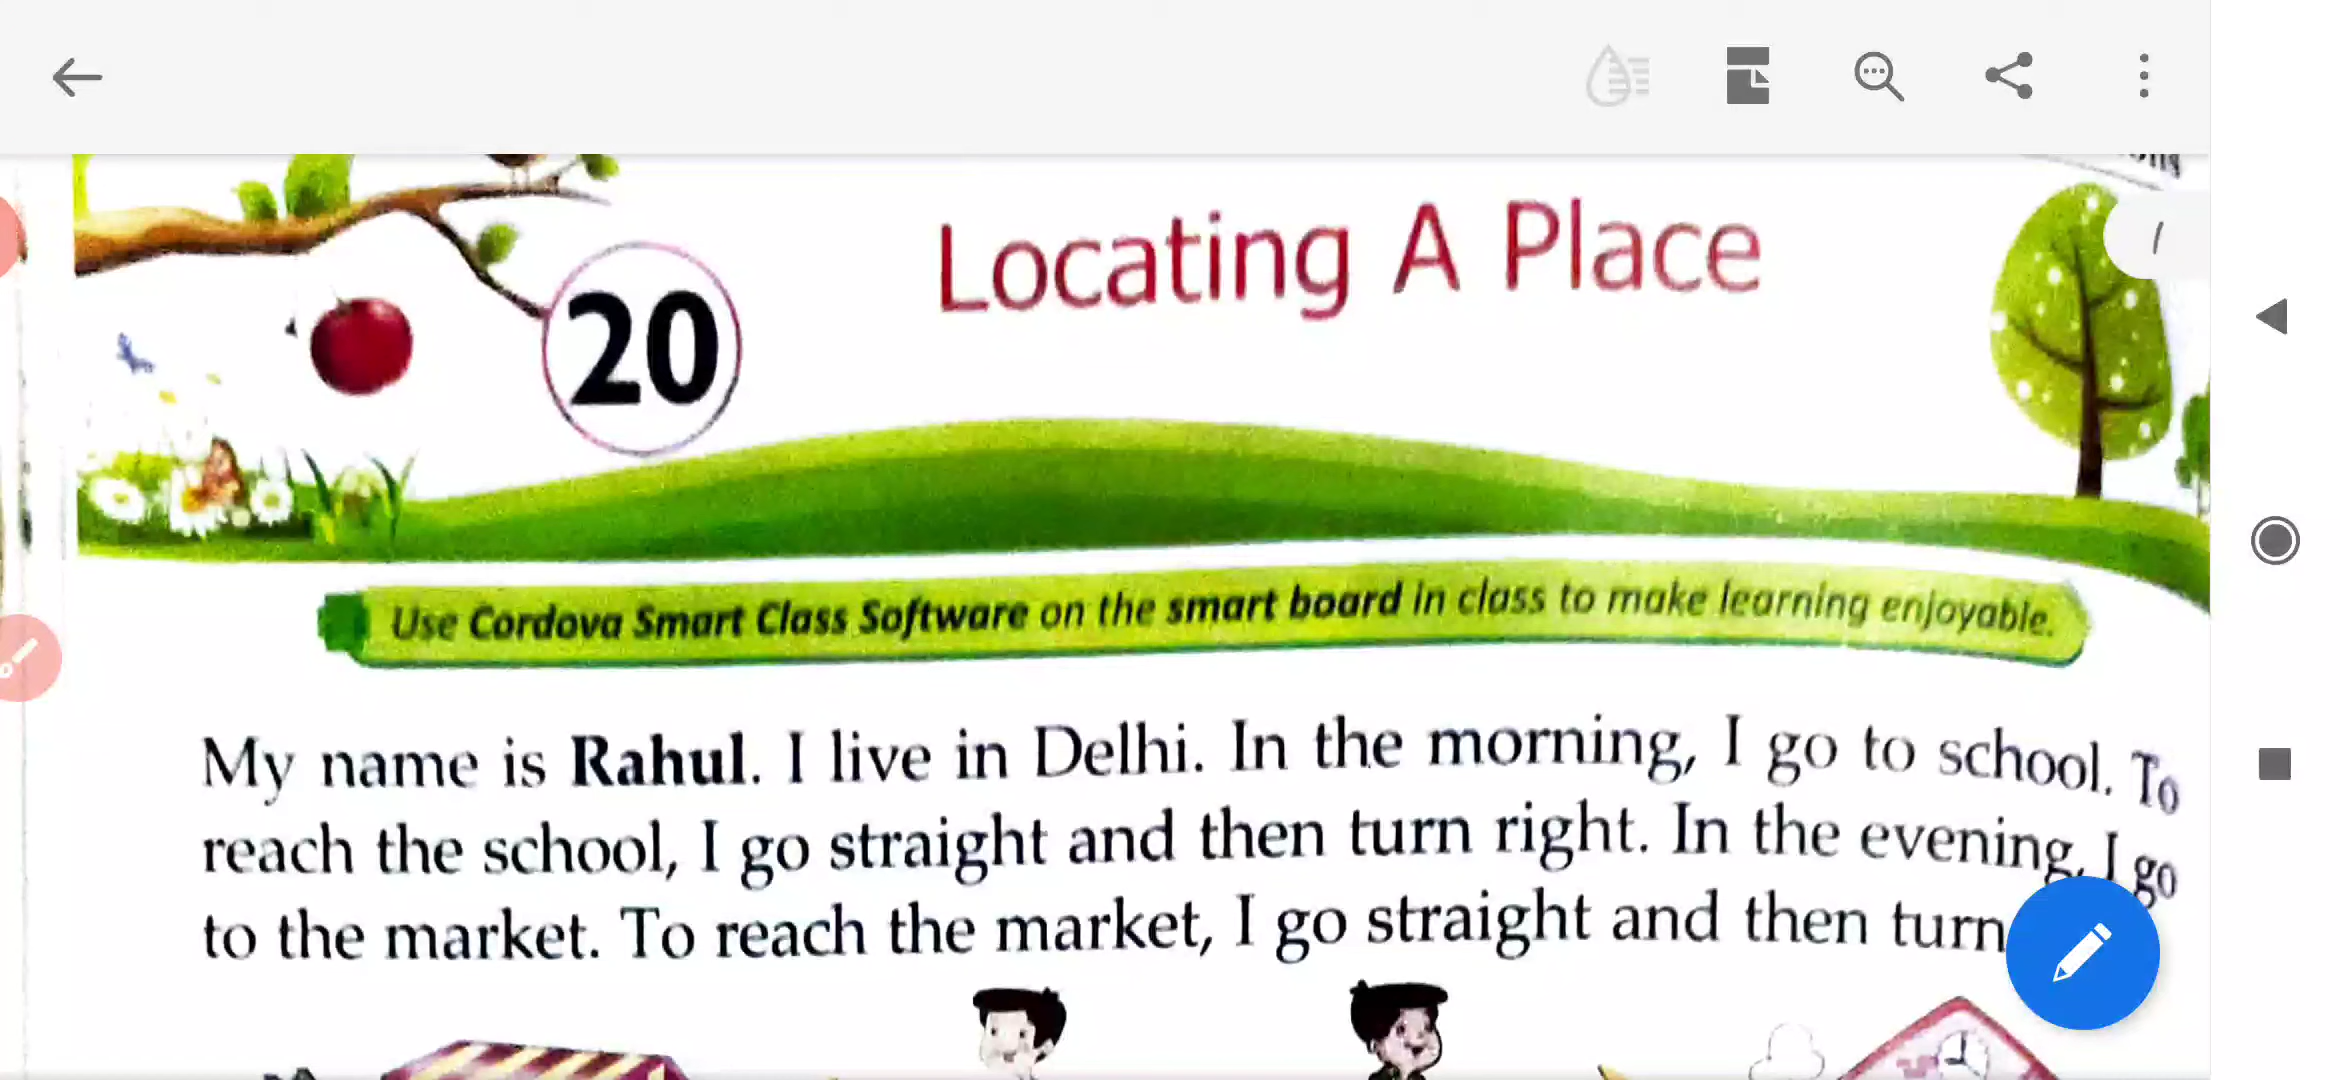 Locating A Place
20
Use Cordova Smart Class Software on the smart board in class to make learning enjoyable.
My name is Rahul. I live in Delhi. In the morning, I go to school. To
reach the school, I go straight and then turn right. In the evening, I go
to the market. To reach the market, I go straight and then turn